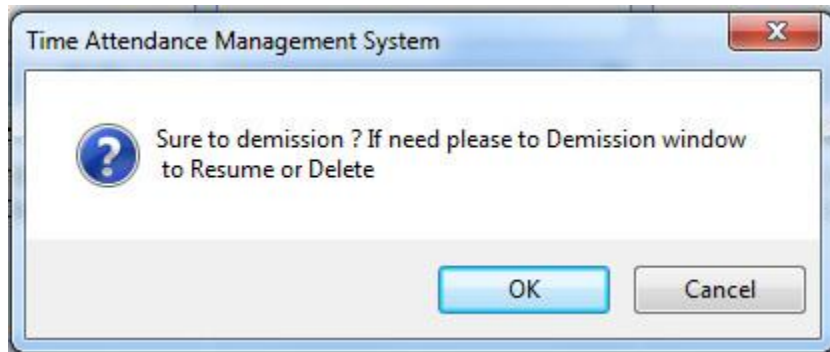 Time Attendance Management System
Sure to demission ? If need please to Demission window
to Resume or Delete
OK
Cancel